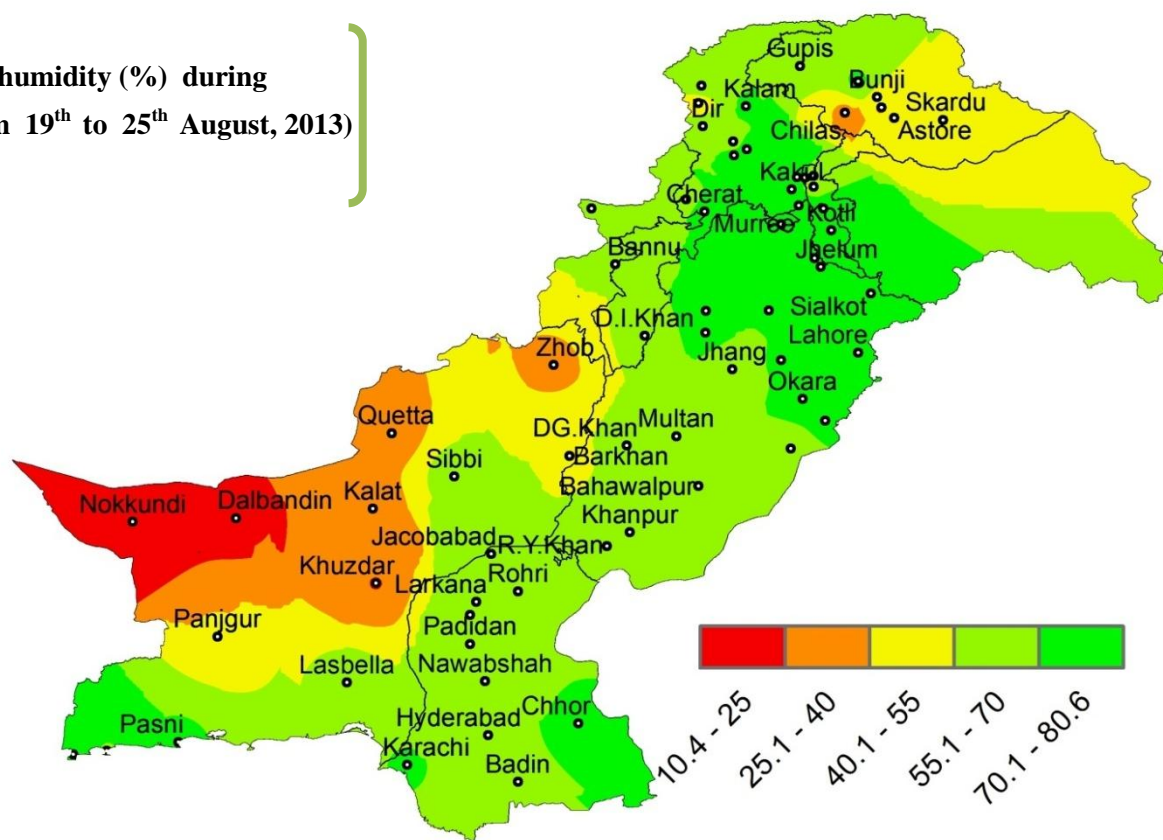 humidity (%) during
19th to 25th August, 2013)
Gupis
Bunji
Kalam
Skardu
Dir
Astore
Chilas
Kakul
Cherat
Kotli
Murree
Bannu
Jhelum
Sialkot
D.I.Khan
Lahore
Zhob
Jhang
Okara
Quetta
DG.Khan
Multan
Sibbi
Barkhan
Bahawalpur
Nokkundi
Dalbandin
Kalat
Khanpur
Jacobabad
R.Y.Khan
Khuzdar
Larkana
Rohri
Panjgur
Padidan
Lasbella
Nawabshah
Pasni
Hyderabad
Chhor
Karachi
Badin
10.4 - 25
25.1 - 40
40.1 - 55
55.1 - 70
70.1 - 80.6